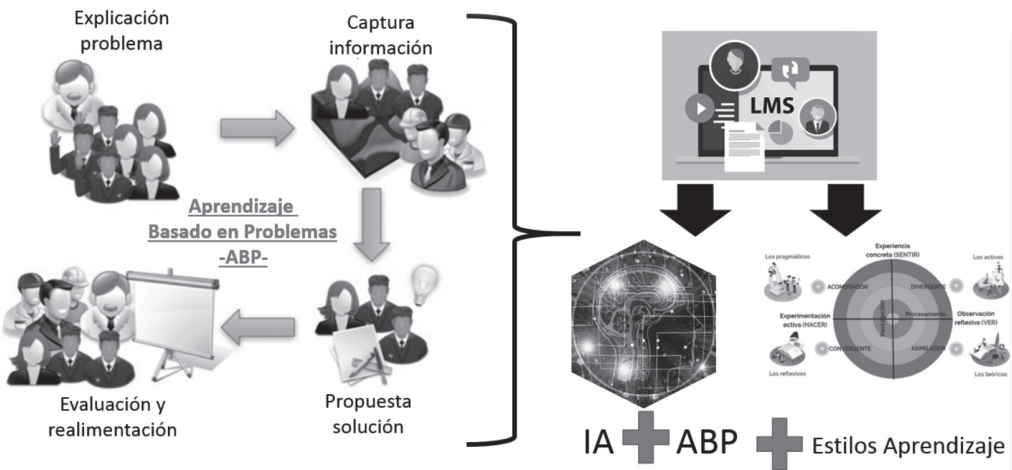 Explicación
problema
Captura
información
Aprendizaje
Basado en Problemas
-ABP-
Evaluación y
realimentación
Propuesta
solución
LMS
Experiencia
concreta (SENTIR)
Los pragmáticos
Los activos
ACOMODADOR
DIVERGENTE
Percepción
Procesamiento
Experimentación
activa (HACER)
Observación
reflexiva (VER)
CONVERGENTE
ASIMILADOR
Los reflexivos
Los teóricos
IA + ABP + Estilos Aprendizaje